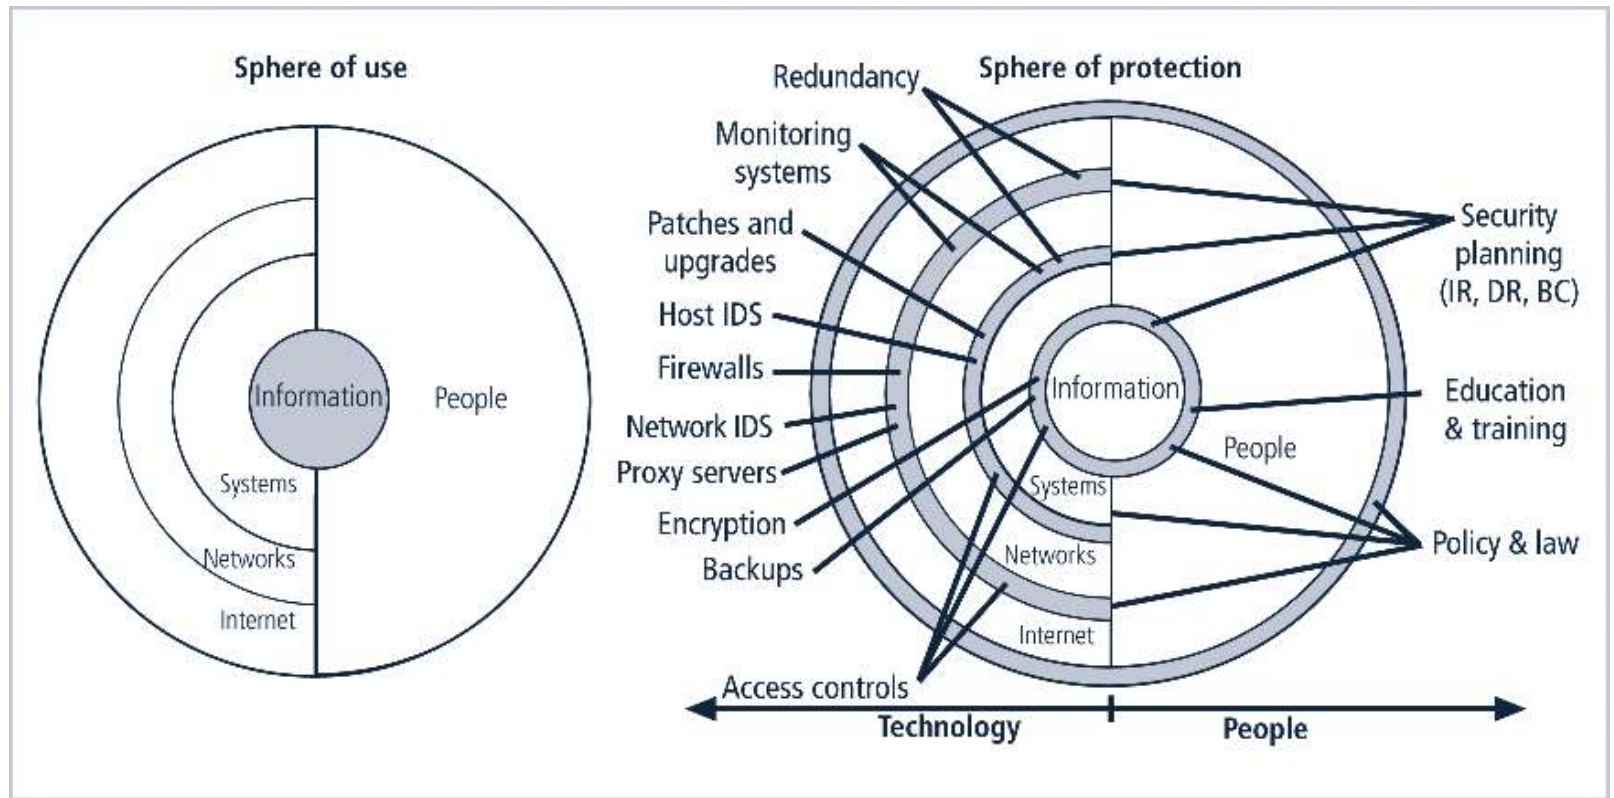 Sphere of use
Information
People
Systems
Networks
Internet
Sphere of protection
Redundancy
Monitoring
systems
Patches and
upgrades
Host IDS
Firewalls
Network IDS
Proxy servers
Encryption
Backups
Access controls
Information
People
Systems
Networks
Internet
Security
planning
(IR, DR, BC)
Education
& training
Policy & law
Technology
People